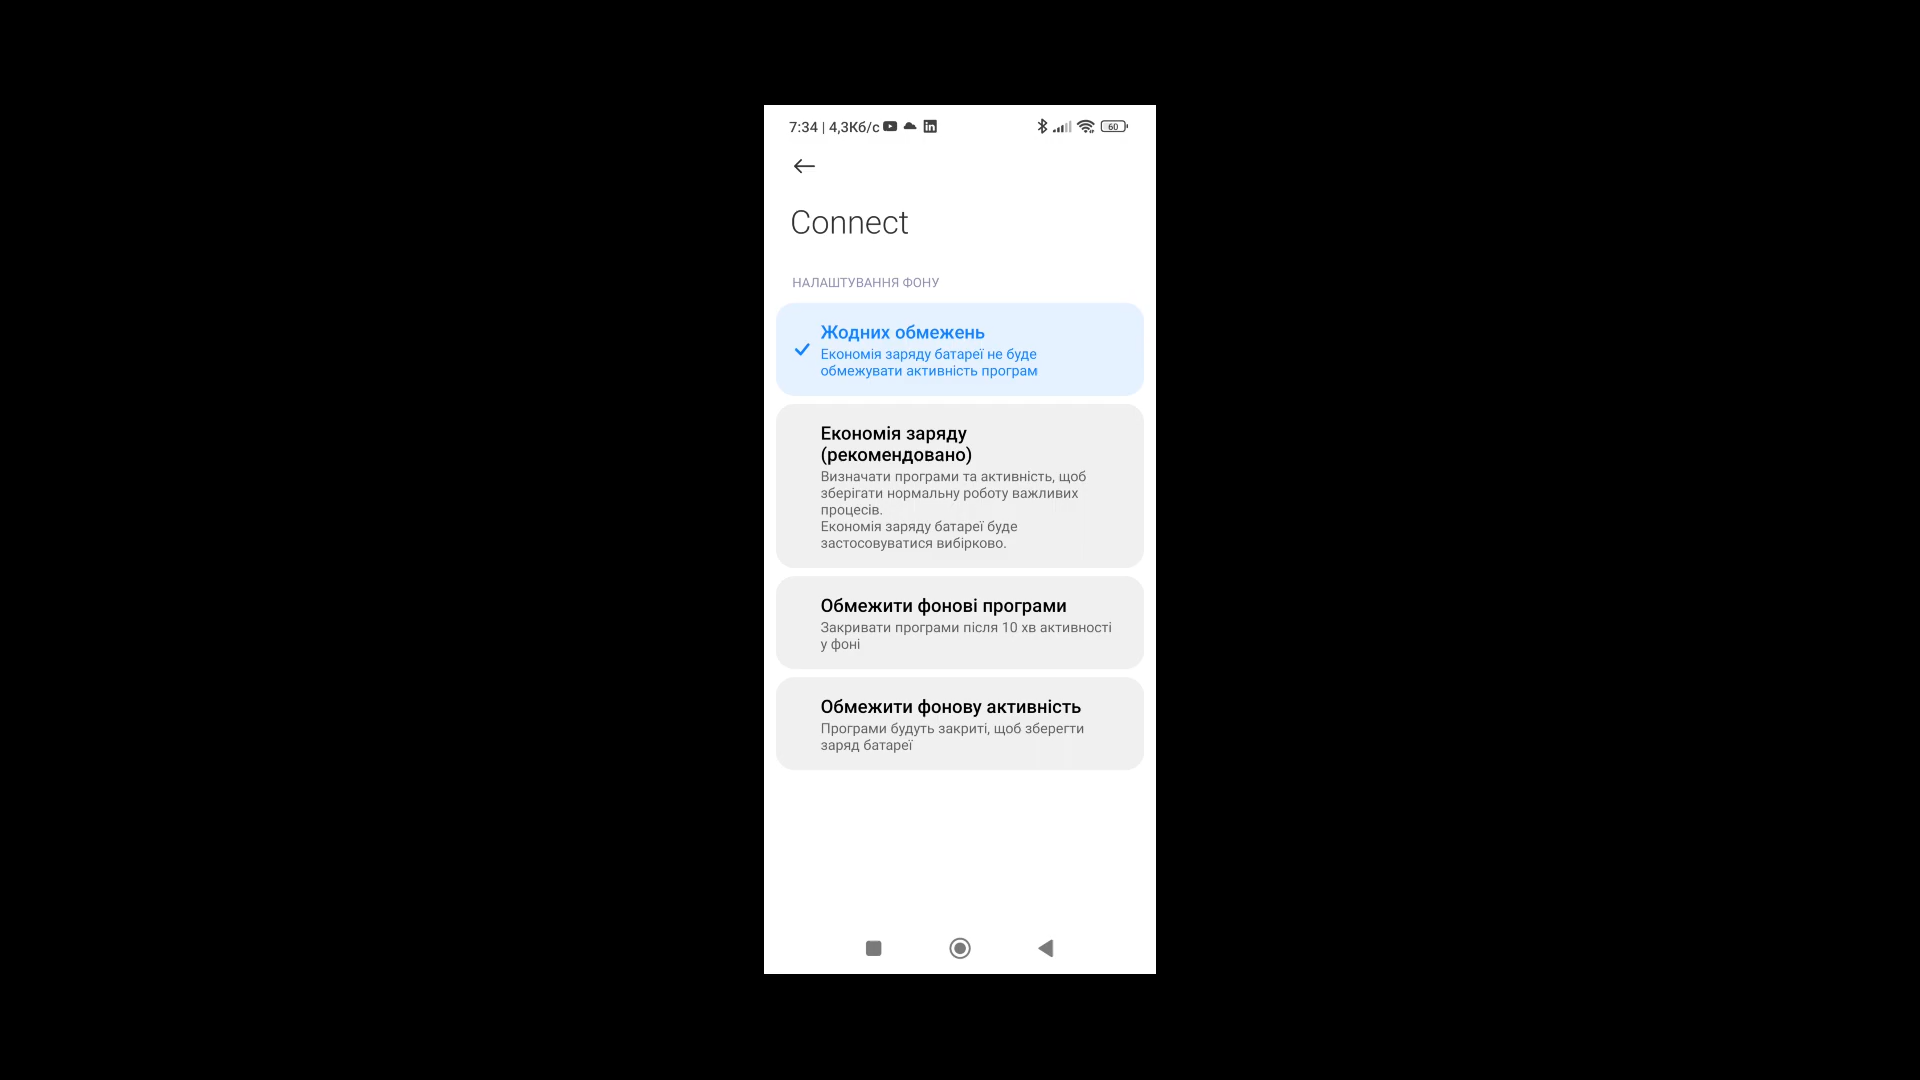 7:34 | 4,3Кб/с
60
Connect
НАЛАШТУВАННЯ ФОНУ
Жодних обмежень
Економія заряду батареї не буде
обмежувати активність програм
Економія заряду
(рекомендовано)
Визначати програми та активність, щоб
зберігати нормальну роботу важливих
процесів.
Економія заряду батареї буде
застосовуватися вибірково.
Обмежити фонові програми
Закривати програми після 10 хв активності
у фоні
Обмежити фонову активність
Програми будуть закриті, щоб зберегти
заряд батареї